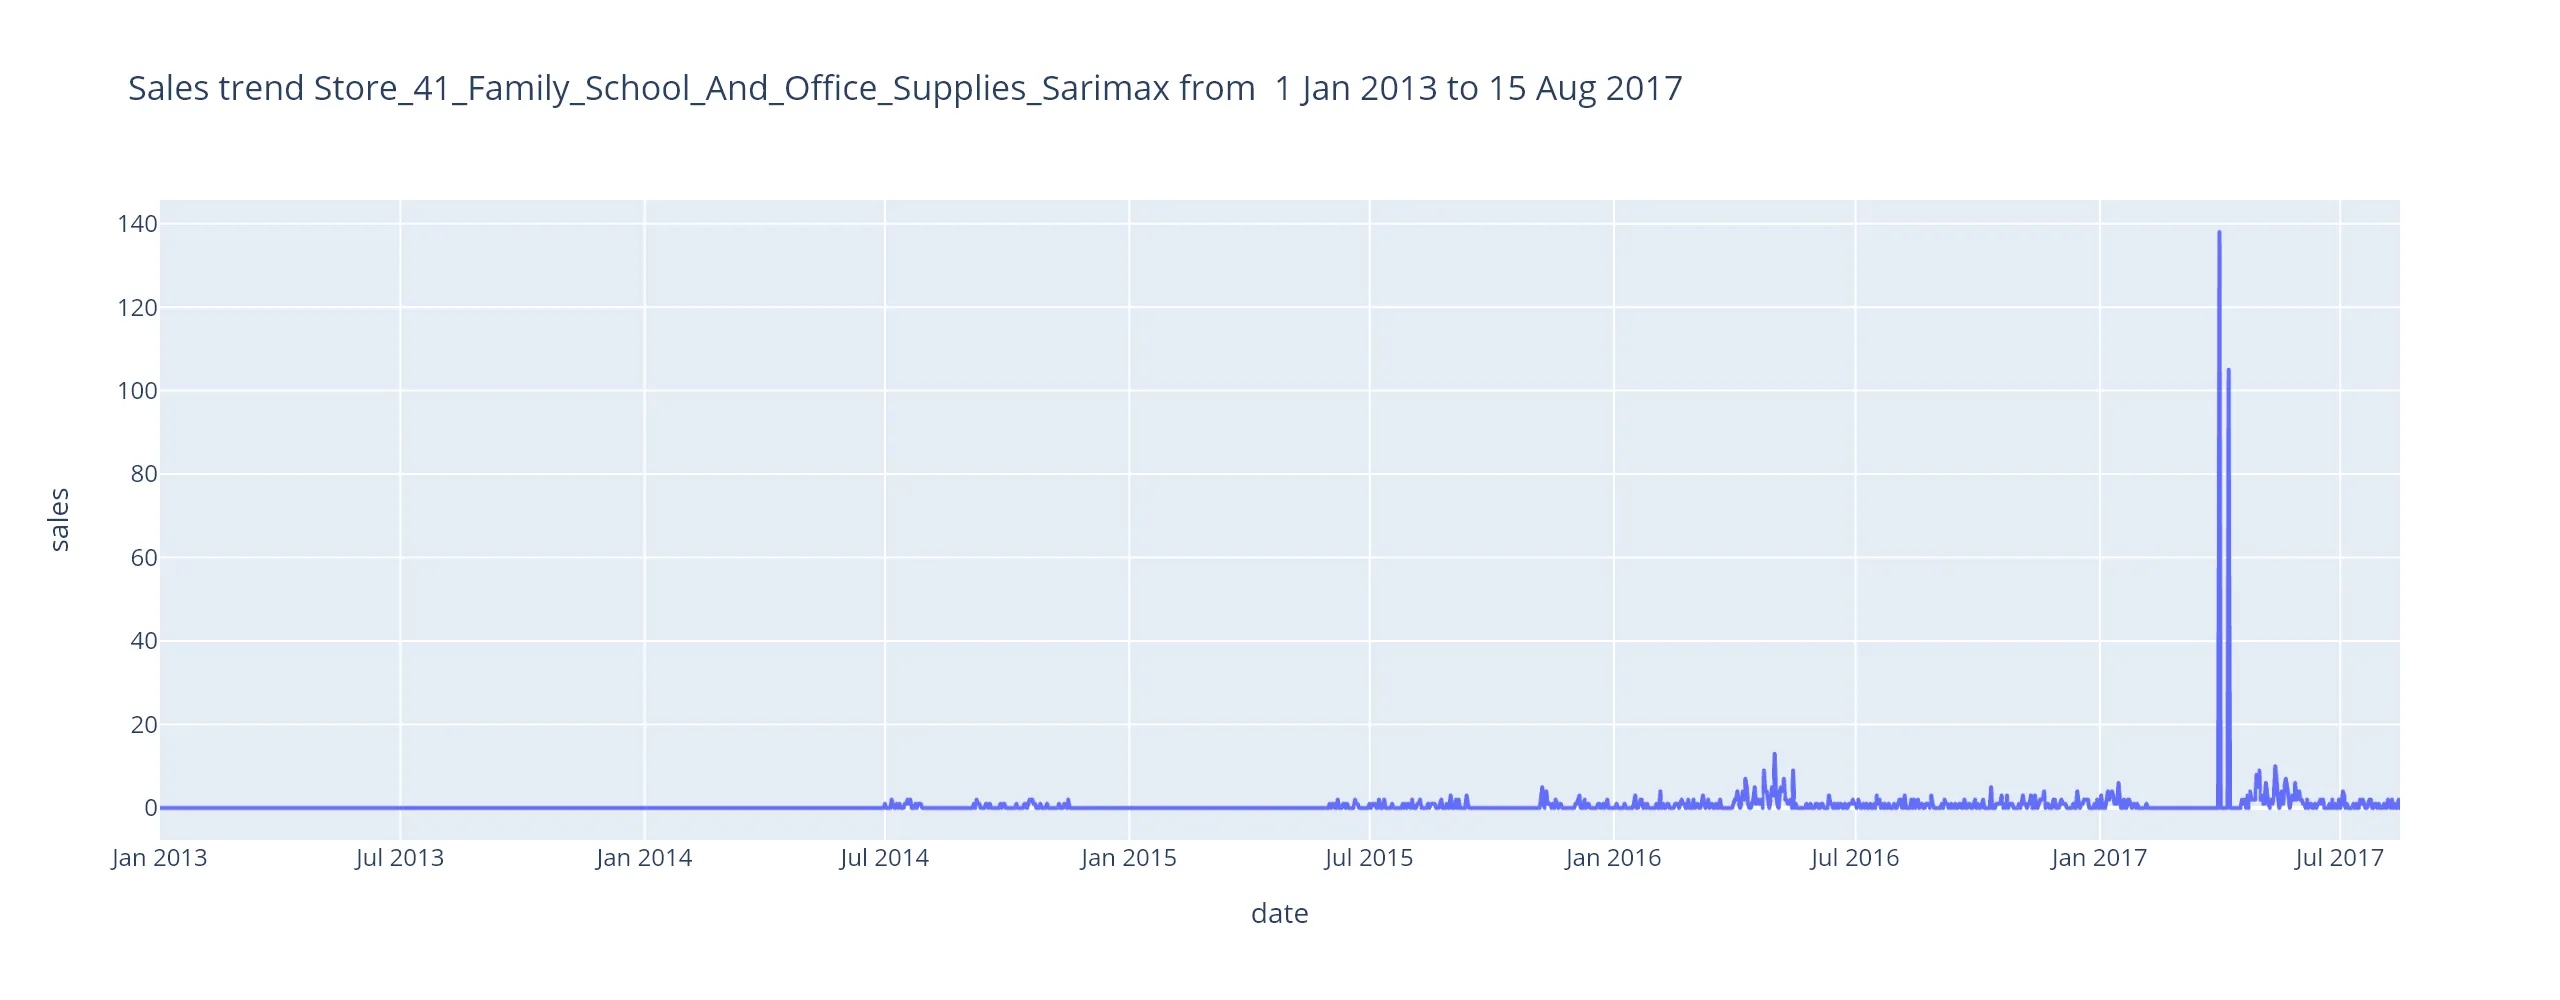 Sales trend Store_41_Family_School_And_Office_Supplies_Sarimax from  1 Jan 2013 to 15 Aug 2017
140
120
100
80
60
40
20
0
sales
Jan 2013 Jul 2013 Jan 2014 Jul 2014 Jan 2015 Jul 2015 Jan 2016 Jul 2016 Jan 2017 Jul 2017
date